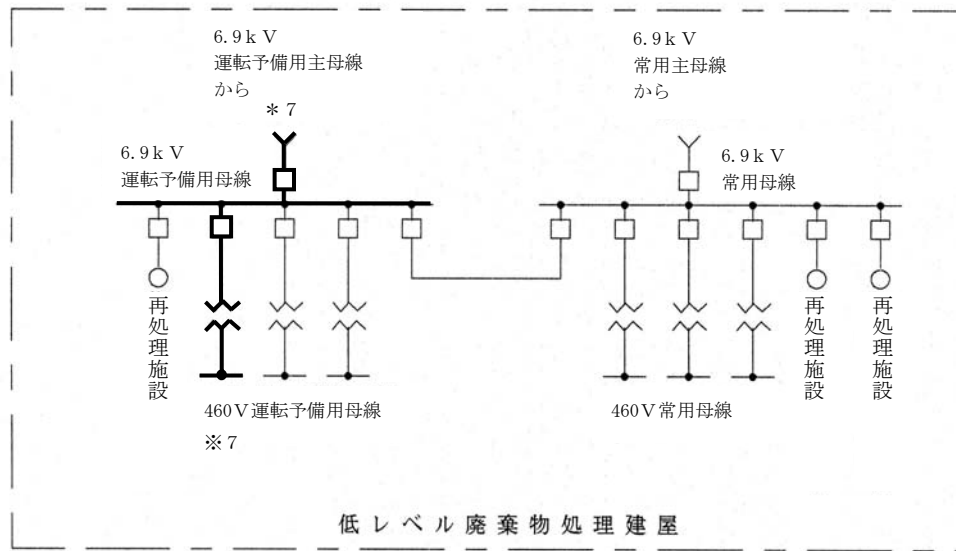 6.9kV
運転予備用主母線
から
＊7
6.9kV
常用主母線
から
6.9kV
運転予備用母線
6.9kV
常用母線
再処理施設
再処理施設
再処理施設
460V運転予備用母線
※7
460V常用母線
低レベル廃棄物処理建屋